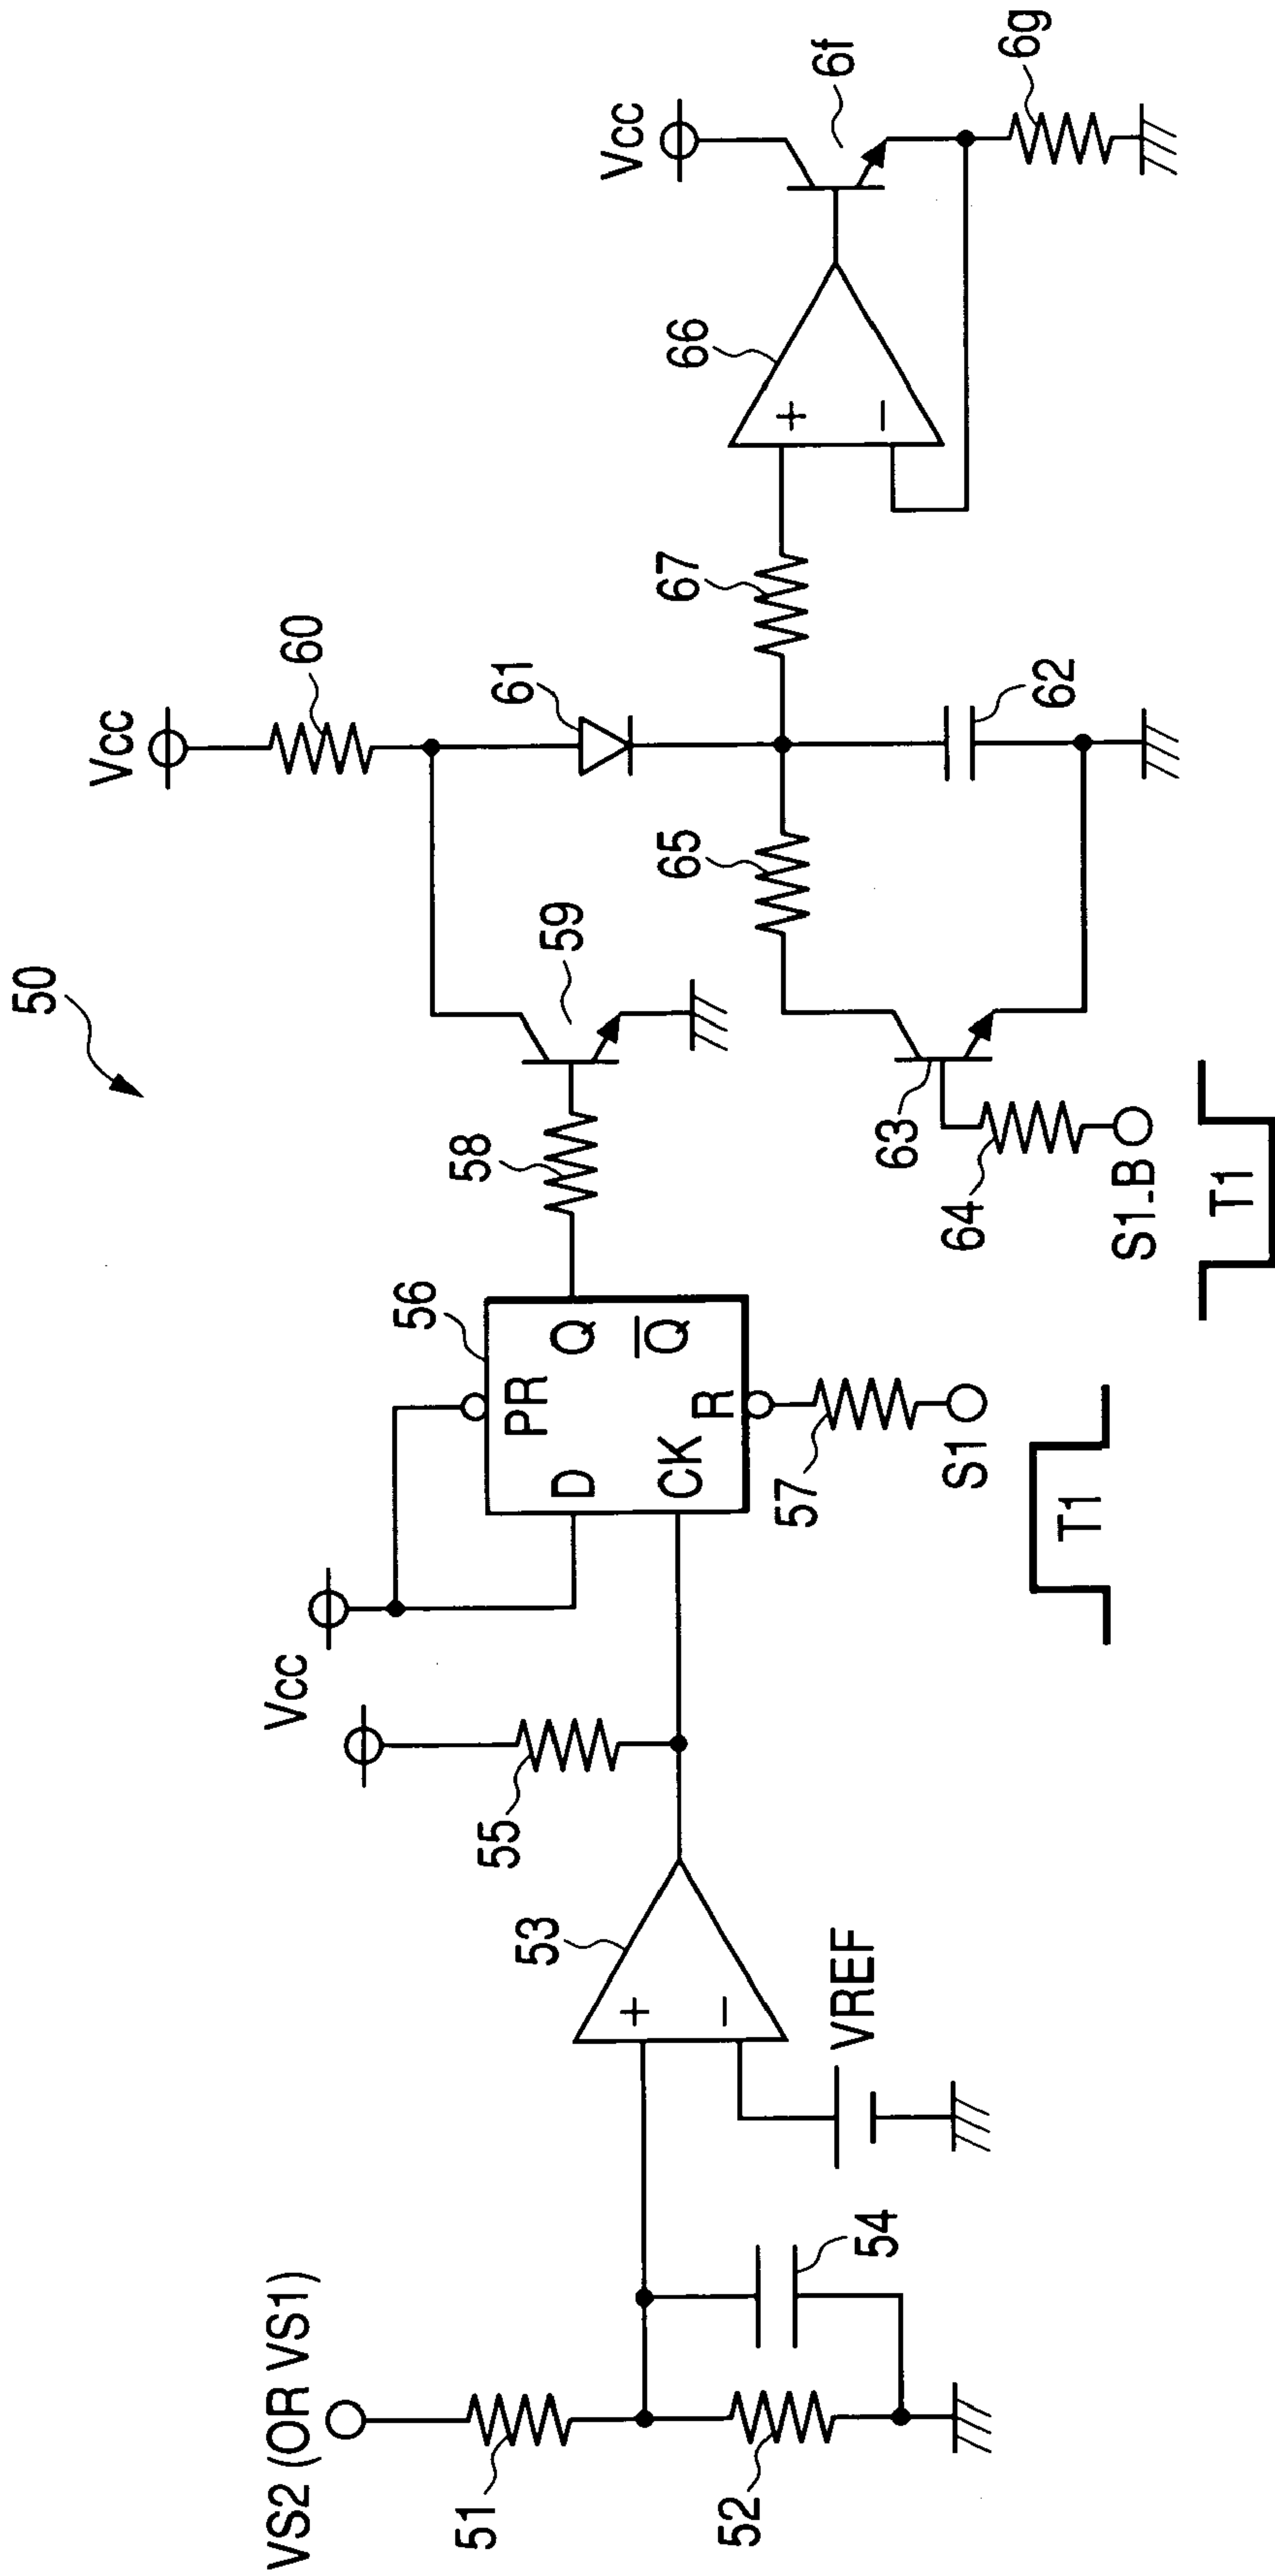 50
VS2 (OR VS1)
51
52
54
53
+
−
VREF
55
Vcc
56
PR
D
Q
Q̅
CK
R
57
S1
T1
58
59
Vcc
60
61
62
63
64
65
S1-B
T1
67
66
+
−
Vcc
6f
6g